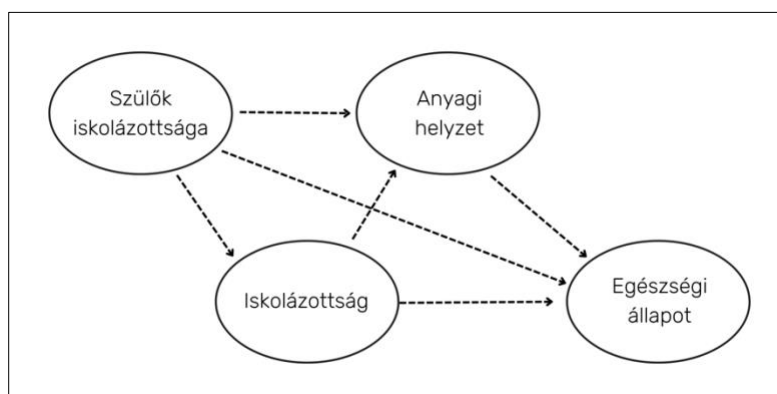 Szülők
iskolázottsága
Anyagi
helyzet
Iskolázottság
Egészségi
állapot